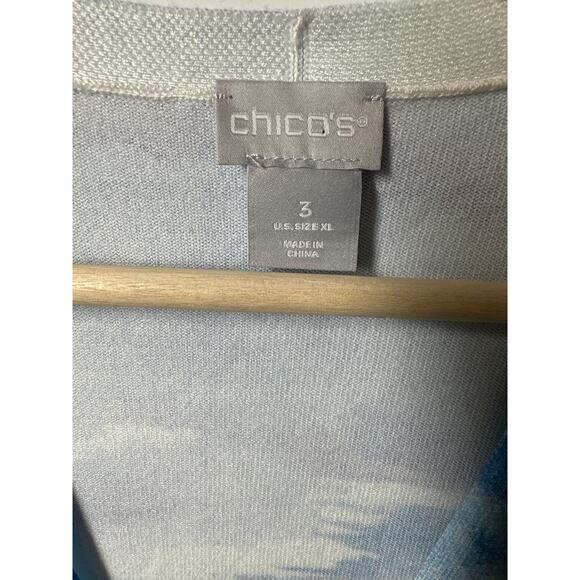 chico's®
3
U.S. SIZE XL
MADE IN
CHINA